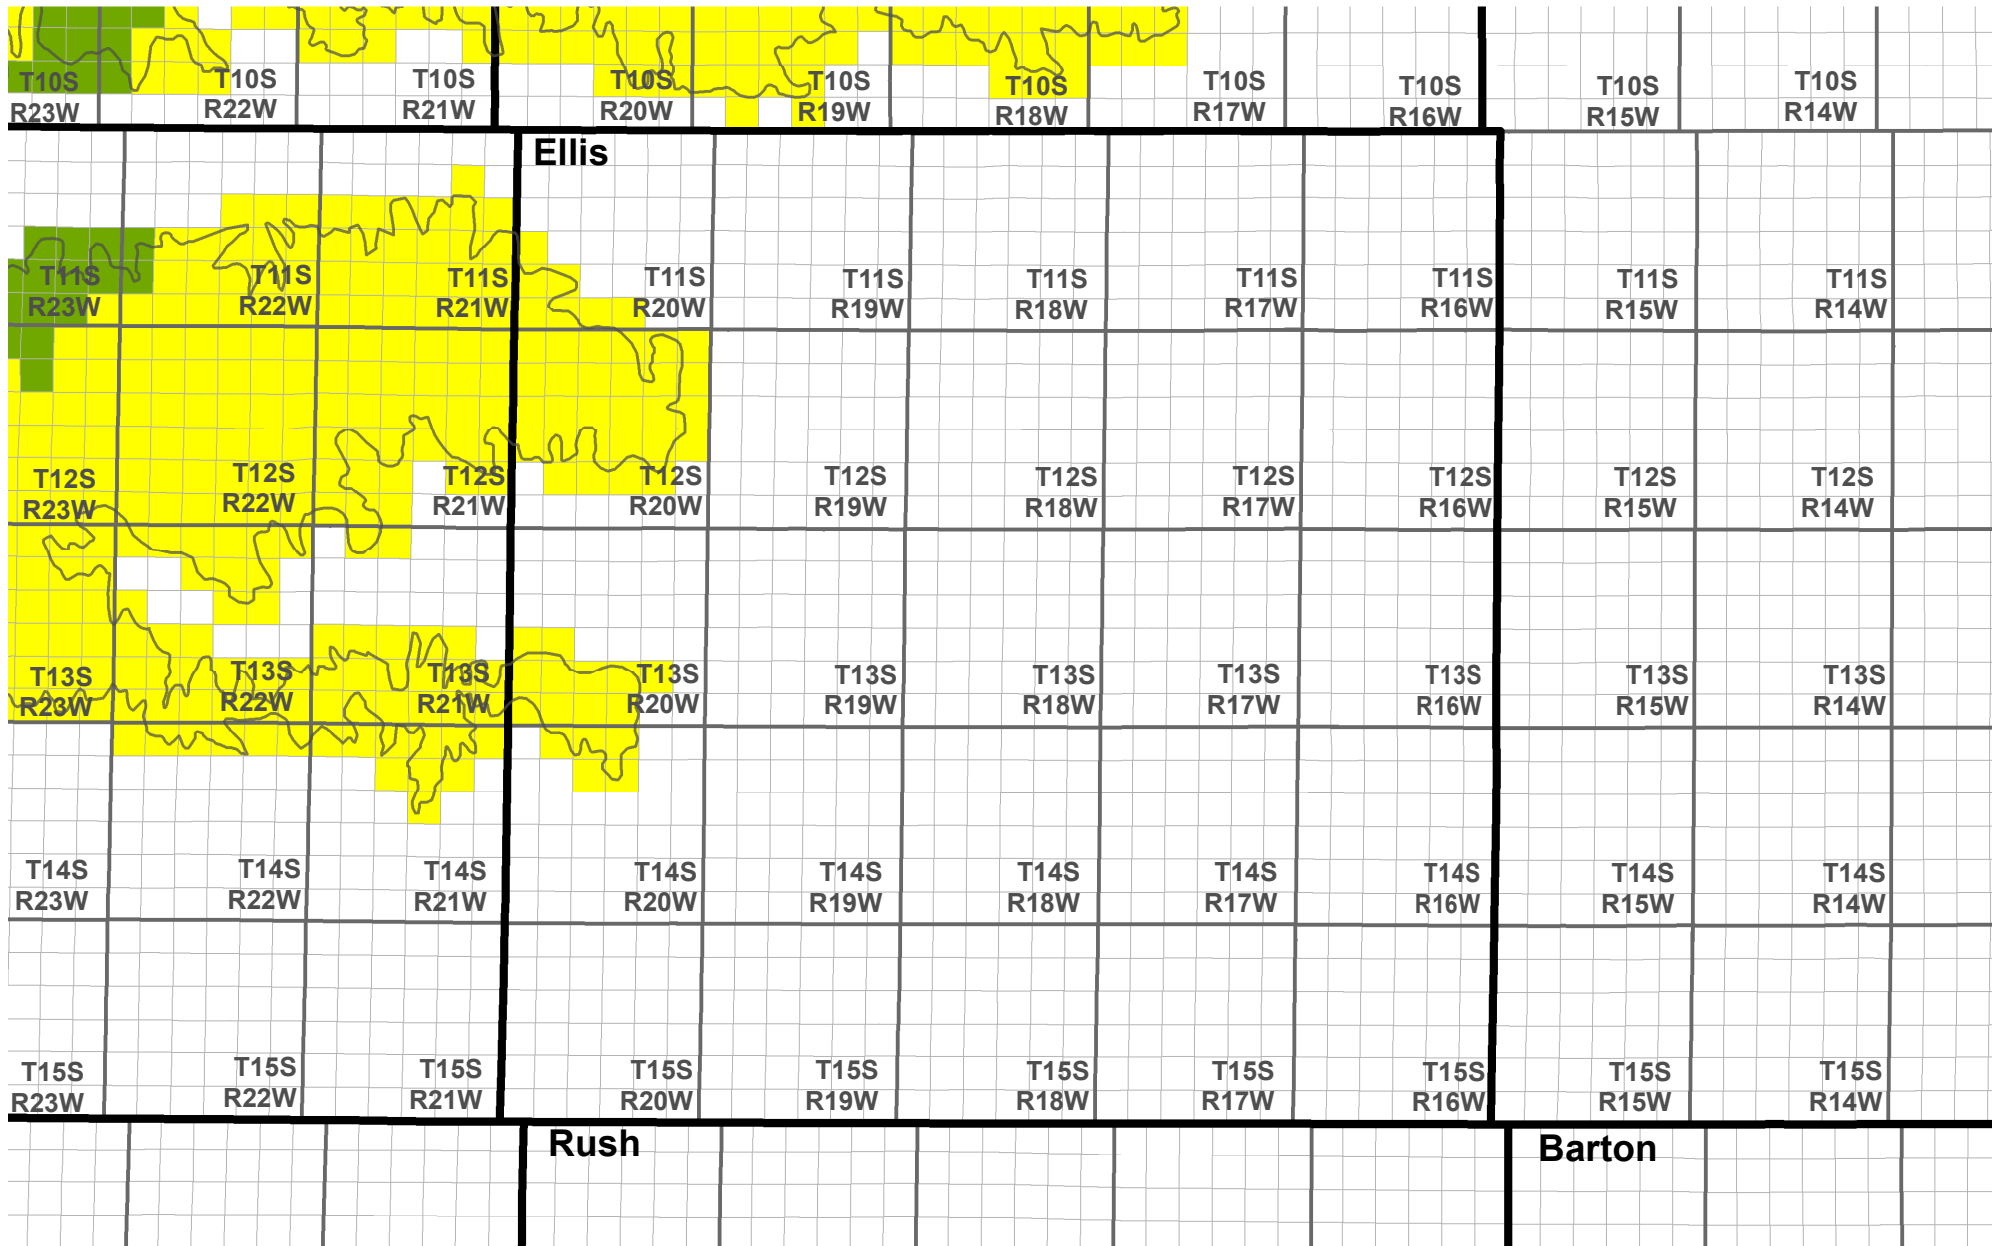 T10S T10S T10S T10S T10S T10S T10S T10S T10S T10S
R23W R22W R21W R20W R19W R18W R17W R16W R15W R14W
Ellis
T11S T11S T11S T11S T11S T11S T11S T11S T11S T11S
R23W R22W R21W R20W R19W R18W R17W R16W R15W R14W
T12S T12S T12S T12S T12S T12S T12S T12S T12S T12S
R23W R22W R21W R20W R19W R18W R17W R16W R15W R14W
T13S T13S T13S T13S T13S T13S T13S T13S T13S T13S
R23W R22W R21W R20W R19W R18W R17W R16W R15W R14W
T14S T14S T14S T14S T14S T14S T14S T14S T14S T14S
R23W R22W R21W R20W R19W R18W R17W R16W R15W R14W
T15S T15S T15S T15S T15S T15S T15S T15S T15S T15S
R23W R22W R21W R20W R19W R18W R17W R16W R15W R14W
Rush
Barton